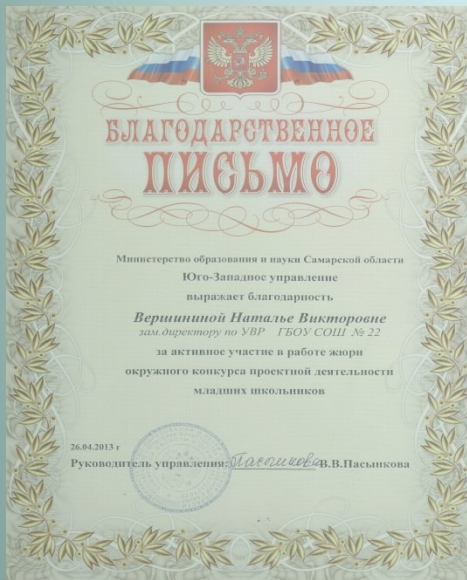 БЛАГОДАРСТВЕННОЕ
ПИСЬМО
Министерство образования и науки Самарской области
Юго-Западное управление
выражает благодарность
Вершининой Наталье Викторовне
зам.директору по УВР ГБОУ СОШ № 22
за активное участие в работе жюри
окружного конкурса проектной деятельности
младших школьников
26.04.2013 г
Руководитель управления: В.В.Пасынкова